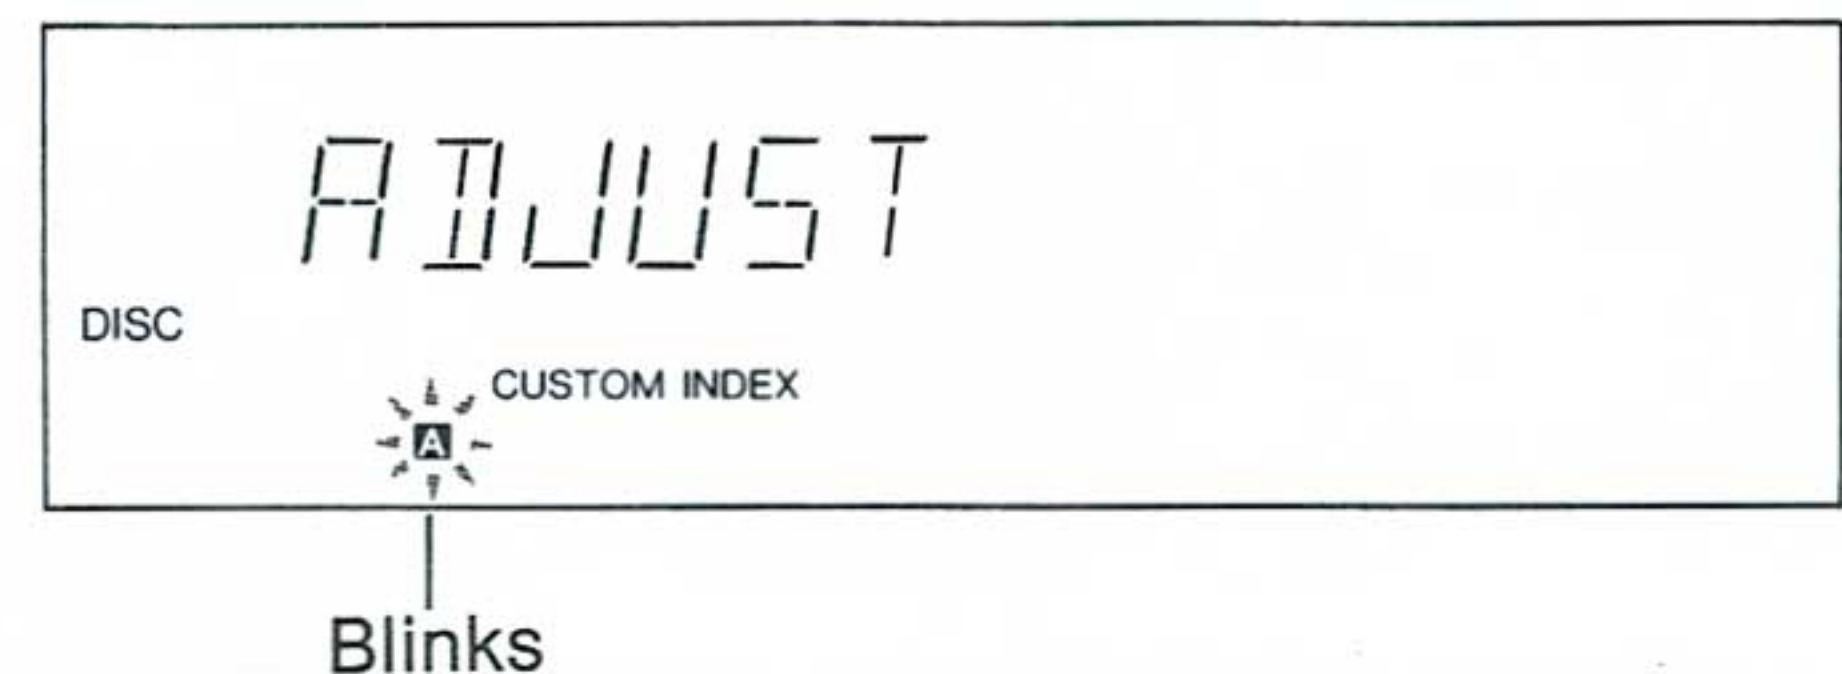 ADJUST
DISC
CUSTOM INDEX
A
Blinks